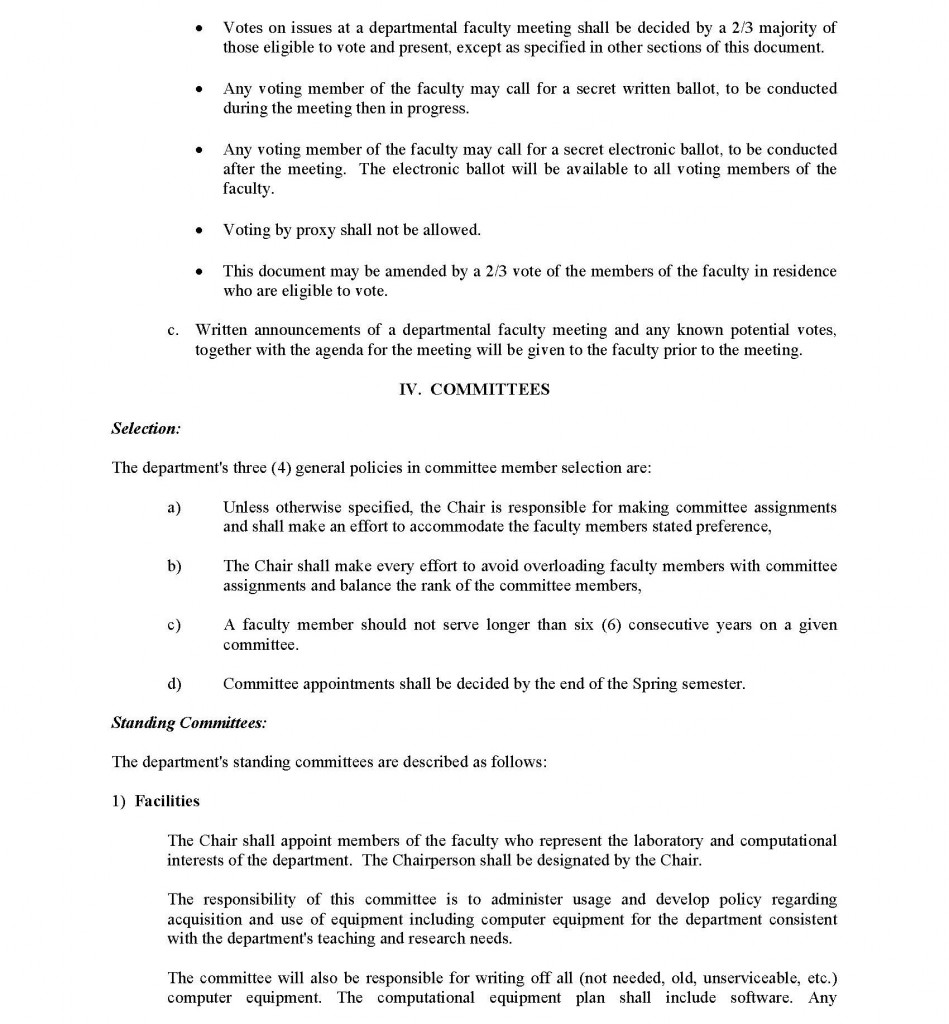 • Votes on issues at a departmental faculty meeting shall be decided by a 2/3 majority of
those eligible to vote and present, except as specified in other sections of this document.
• Any voting member of the faculty may call for a secret written ballot, to be conducted
during the meeting then in progress.
• Any voting member of the faculty may call for a secret electronic ballot, to be conducted
after the meeting. The electronic ballot will be available to all voting members of the
faculty.
• Voting by proxy shall not be allowed.
• This document may be amended by a 2/3 vote of the members of the faculty in residence
who are eligible to vote.
c. Written announcements of a departmental faculty meeting and any known potential votes,
together with the agenda for the meeting will be given to the faculty prior to the meeting.
IV. COMMITTEES
Selection:
The department's three (4) general policies in committee member selection are:
a) Unless otherwise specified, the Chair is responsible for making committee assignments
and shall make an effort to accommodate the faculty members stated preference,
b) The Chair shall make every effort to avoid overloading faculty members with committee
assignments and balance the rank of the committee members,
c) A faculty member should not serve longer than six (6) consecutive years on a given
committee.
d) Committee appointments shall be decided by the end of the Spring semester.
Standing Committees:
The department's standing committees are described as follows:
1) Facilities
The Chair shall appoint members of the faculty who represent the laboratory and computational
interests of the department. The Chairperson shall be designated by the Chair.
The responsibility of this committee is to administer usage and develop policy regarding
acquisition and use of equipment including computer equipment for the department consistent
with the department's teaching and research needs.
The committee will also be responsible for writing off all (not needed, old, unserviceable, etc.)
computer equipment. The computational equipment plan shall include software. Any